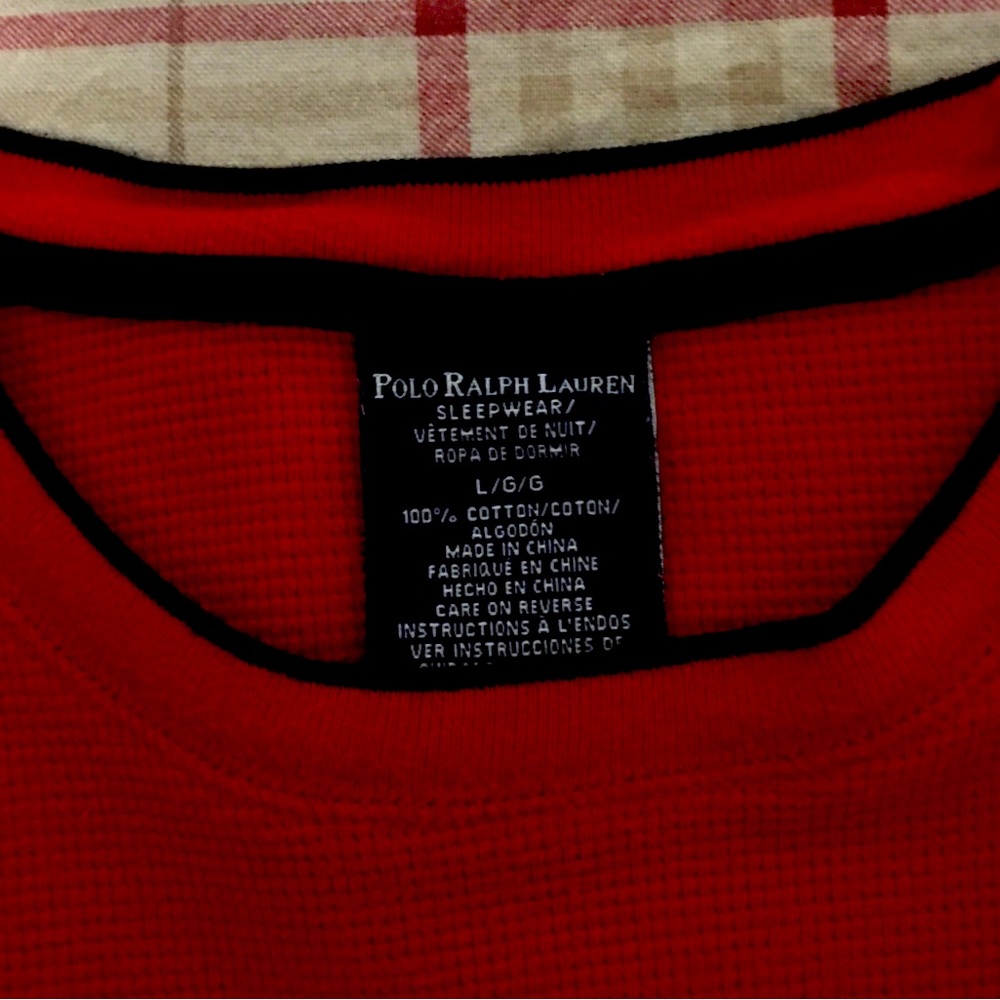 POLO RALPH LAUREN
SLEEPWEAR/
VÊTEMENT DE NUIT/
ROPA DE DORMIR
L/G/G
100% COTTON/COTON/
ALGODÓN
MADE IN CHINA
FABRIQUÉ EN CHINE
HECHO EN CHINA
CARE ON REVERSE
INSTRUCTIONS À L'ENDOS
VER INSTRUCCIONES DE